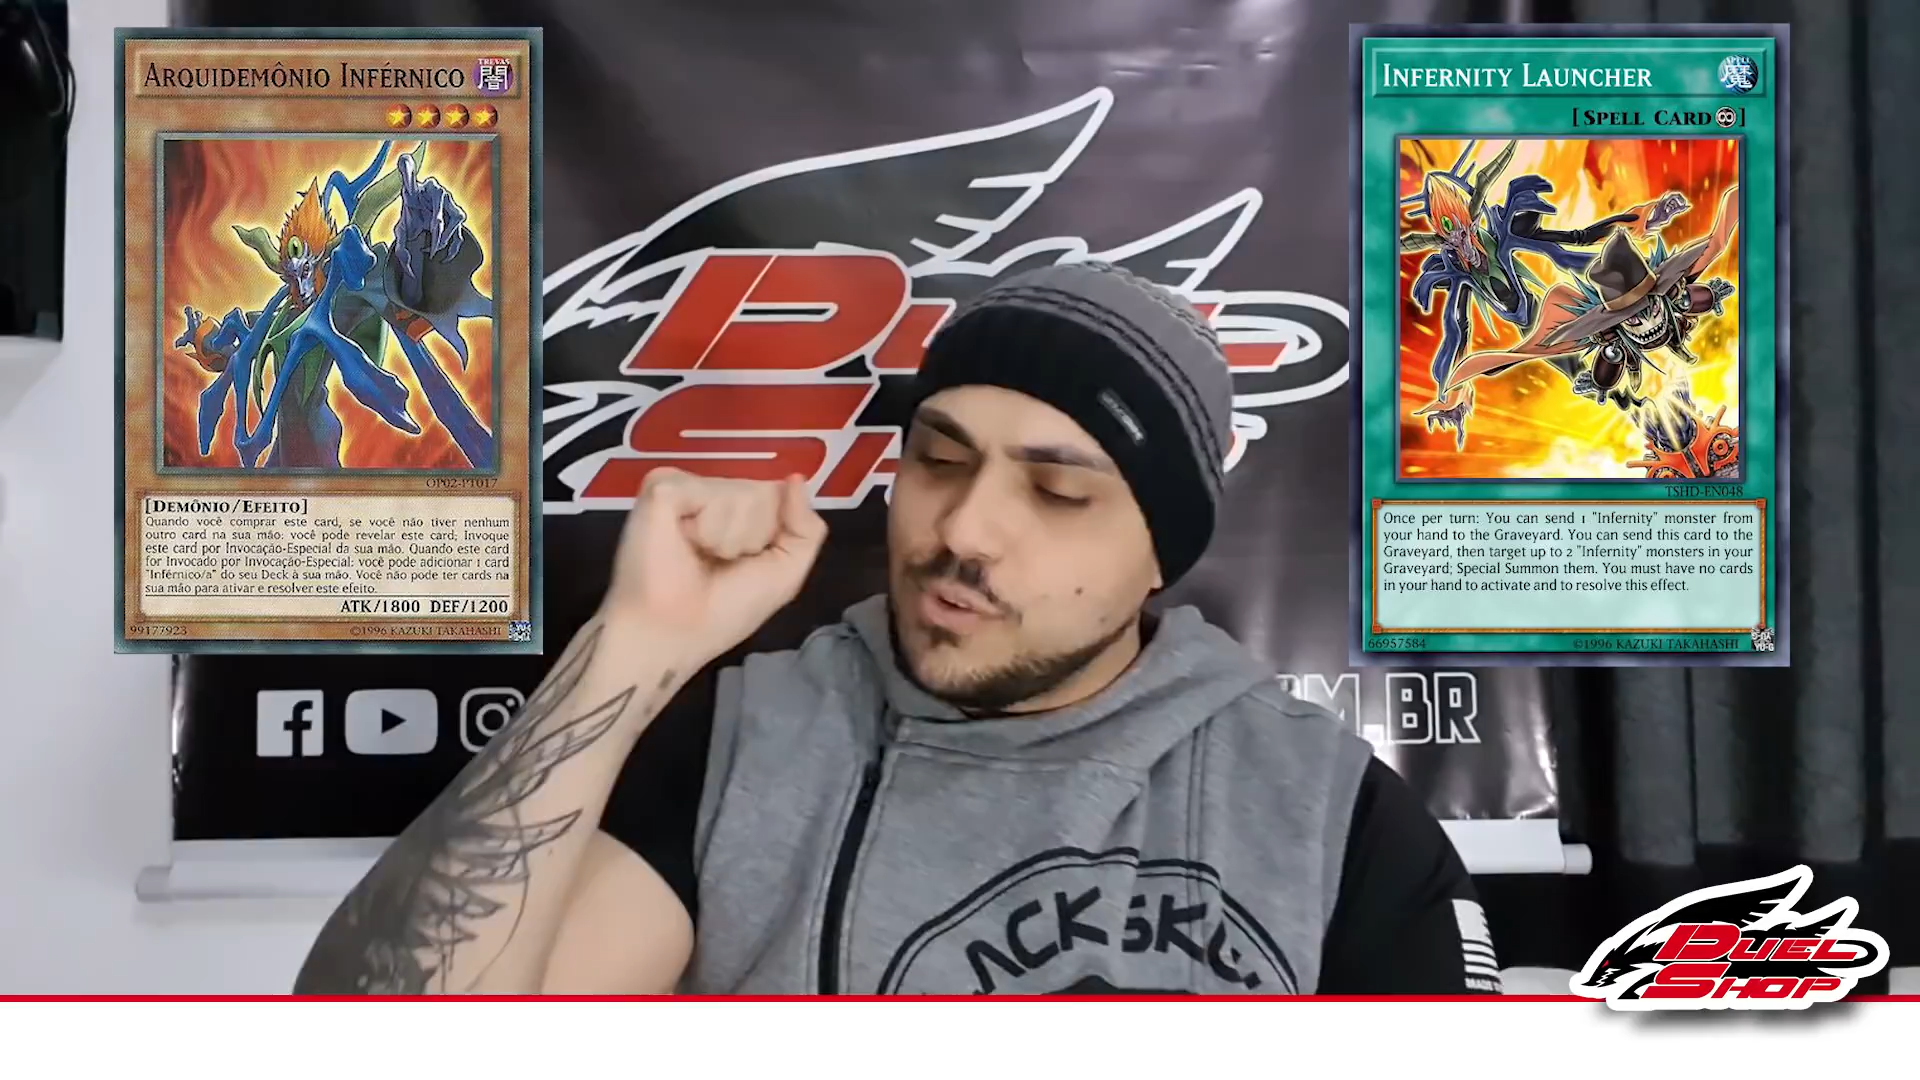 ARQUIDEMÔNIO INFÉRNICO
TREVAS
闇
OP02-PT017
[DEMÔNIO/EFEITO]
Quando você comprar este card, se você não tiver nenhum
outro card na sua mão: você pode revelar este card; Invoque
este card por Invocação-Especial da sua mão. Quando este card
for Invocado por Invocação-Especial: você pode adicionar 1 card
"Inférnico/a" do seu Deck à sua mão. Você não pode ter cards na
sua mão para ativar e resolver este efeito.
ATK/1800 DEF/1200
99177923
©1996 KAZUKI TAKAHASHI
INFERNITY LAUNCHER
SPELL
魔
[SPELL CARD]
TSHD-EN048
Once per turn: You can send 1 "Infernity" monster from
your hand to the Graveyard. You can send this card to the
Graveyard, then target up to 2 "Infernity" monsters in your
Graveyard; Special Summon them. You must have no cards
in your hand to activate and to resolve this effect.
66957584
©1996 KAZUKI TAKAHASHI
M.BR
DUEL
SHOP